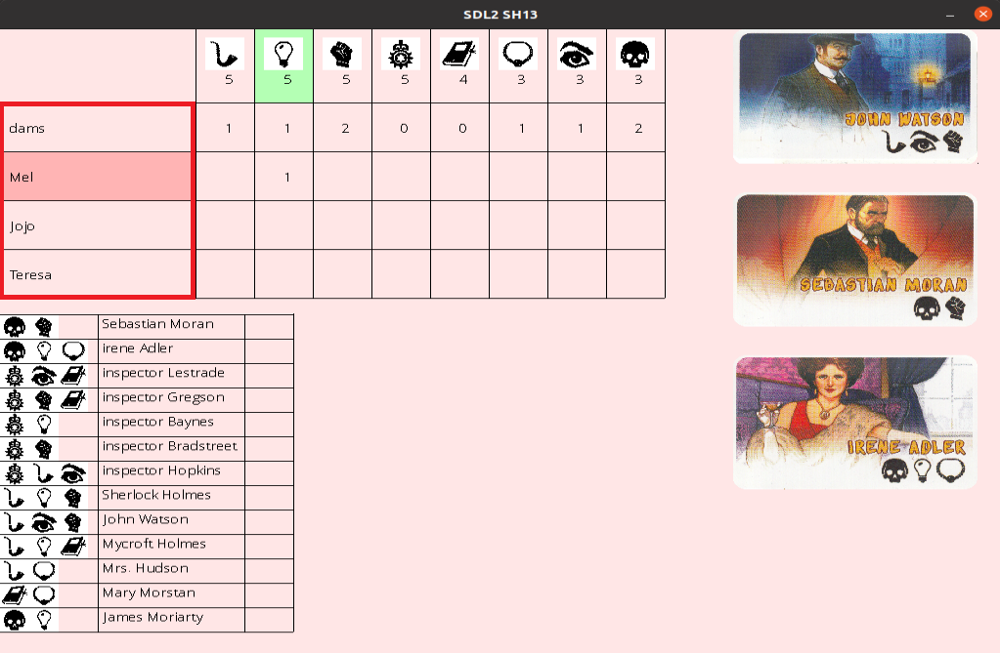 SDL2 SH13
5 5 5 5 4 3 3 3
dams 1 1 2 0 0 1 1 2
Mel 1
Jojo
Teresa
Sebastian Moran
irene Adler
inspector Lestrade
inspector Gregson
inspector Baynes
inspector Bradstreet
inspector Hopkins
Sherlock Holmes
John Watson
Mycroft Holmes
Mrs. Hudson
Mary Morstan
James Moriarty
JOHN WATSON
SEBASTIAN MORAN
IRENE ADLER